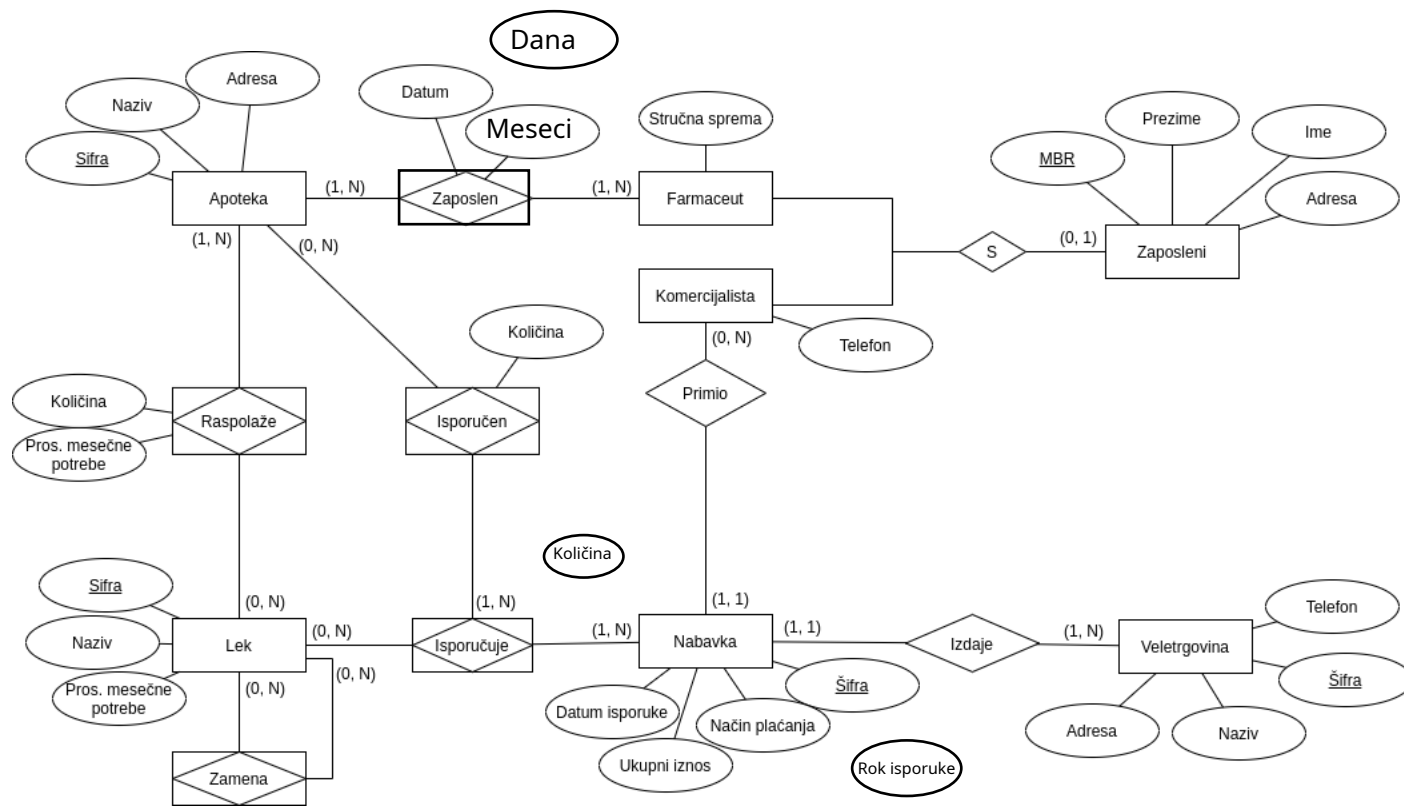 Dana
Adresa
Datum
Naziv
Meseci
Stručna sprema
Prezime
Ime
Sifra
MBR
Adresa
Apoteka
(1, N)
Zaposlen
(1, N)
Farmaceut
(1, N)
(0, N)
S
(0, 1)
Zaposleni
Komercijalista
Količina
(0, N)
Telefon
Količina
Raspolaže
Isporučen
Primio
Pros. mesečne
potrebe
Količina
Sifra
(0, N)
(1, N)
(1, 1)
Telefon
Naziv
Lek
(0, N)
Isporučuje
(1, N)
Nabavka
(1, 1)
Izdaje
(1, N)
Veletrgovina
Pros. mesečne
potrebe
(0, N)
(0, N)
Šifra
Šifra
Datum isporuke
Način plaćanja
Adresa
Naziv
Ukupni iznos
Rok isporuke
Zamena